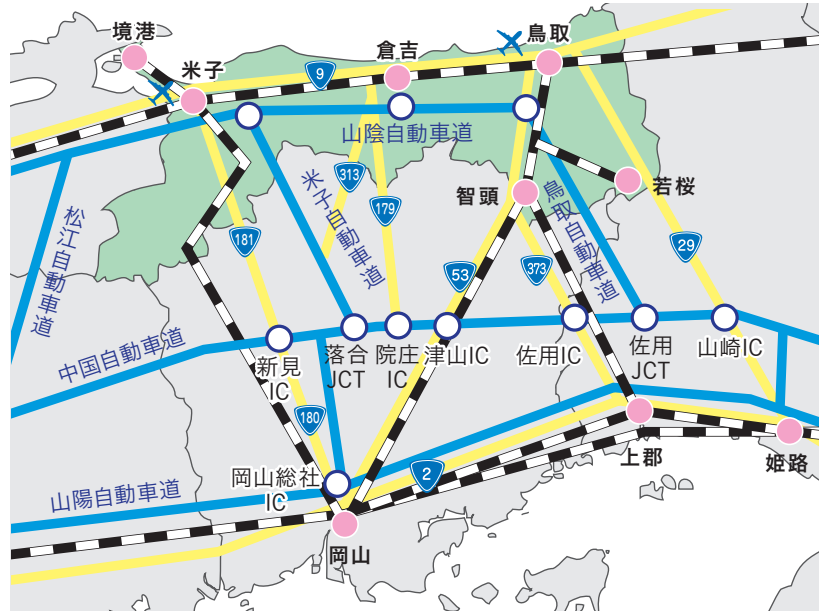 境港
米子
倉吉
鳥取
9
山陰自動車道
313
179
米子自動車道
智頭
若桜
鳥取自動車道
松江自動車道
181
53
373
29
中国自動車道
新見
IC
落合
JCT
院庄
IC
津山IC
佐用IC
佐用
JCT
山崎IC
180
岡山総社
IC
2
上郡
姫路
山陽自動車道
岡山